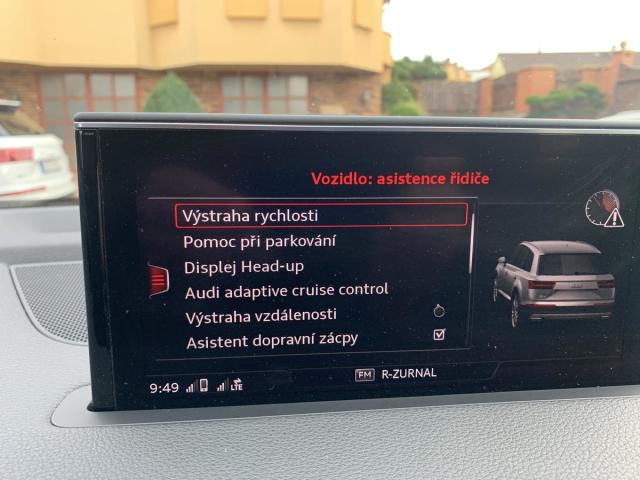 Vozidlo: asistence řidiče
Výstraha rychlosti
Pomoc při parkování
Displej Head-up
Audi adaptive cruise control
Výstraha vzdálenosti
Asistent dopravní zácpy
FM R-ZURNAL
9:49 LTE